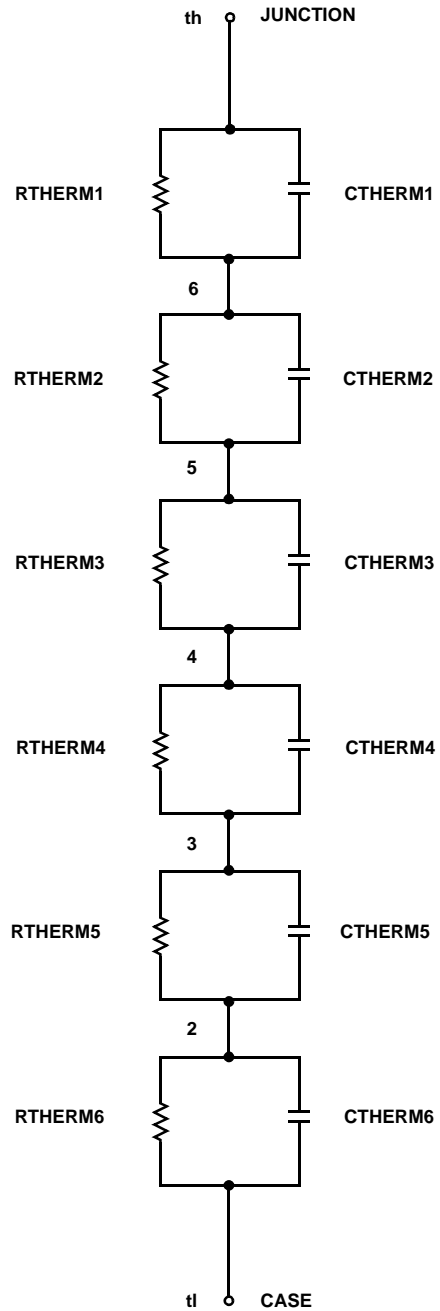 th JUNCTION
RTHERM1 CTHERM1
6
RTHERM2 CTHERM2
5
RTHERM3 CTHERM3
4
RTHERM4 CTHERM4
3
RTHERM5 CTHERM5
2
RTHERM6 CTHERM6
tl CASE